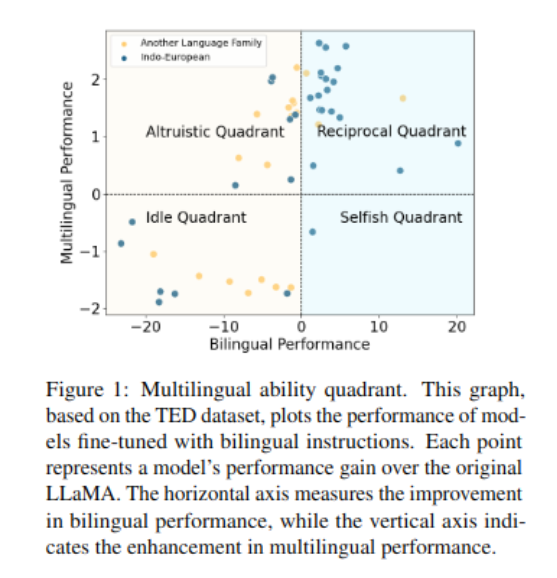 Another Language Family
Indo-European
2
1
0
−1
−2
Multilingual Performance
Altruistic Quadrant
Reciprocal Quadrant
Idle Quadrant
Selfish Quadrant
−20
−10
0
10
20
Bilingual Performance
Figure 1: Multilingual ability quadrant. This graph,
based on the TED dataset, plots the performance of mod-
els fine-tuned with bilingual instructions. Each point
represents a model’s performance gain over the original
LLaMA. The horizontal axis measures the improvement
in bilingual performance, while the vertical axis indi-
cates the enhancement in multilingual performance.